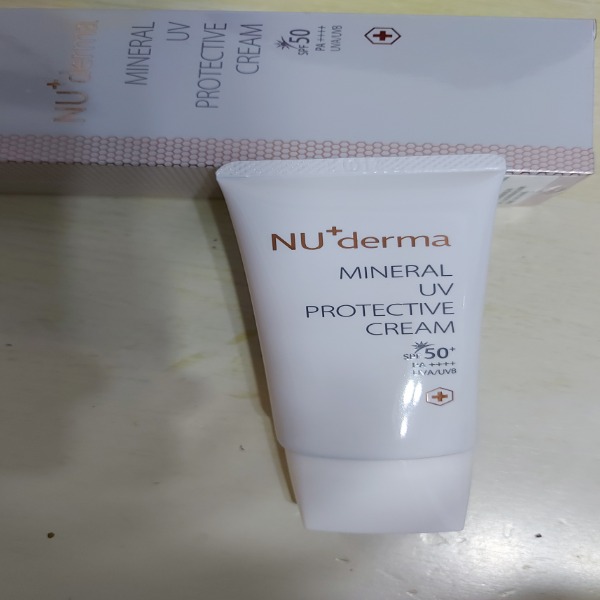 NU+derma
MINERAL
UV
PROTECTIVE
CREAM
SPF 50
PA ++++
UVA/UVB
NU+derma
MINERAL
UV
PROTECTIVE
CREAM
SPF 50+
PA ++++
UVA/UVB